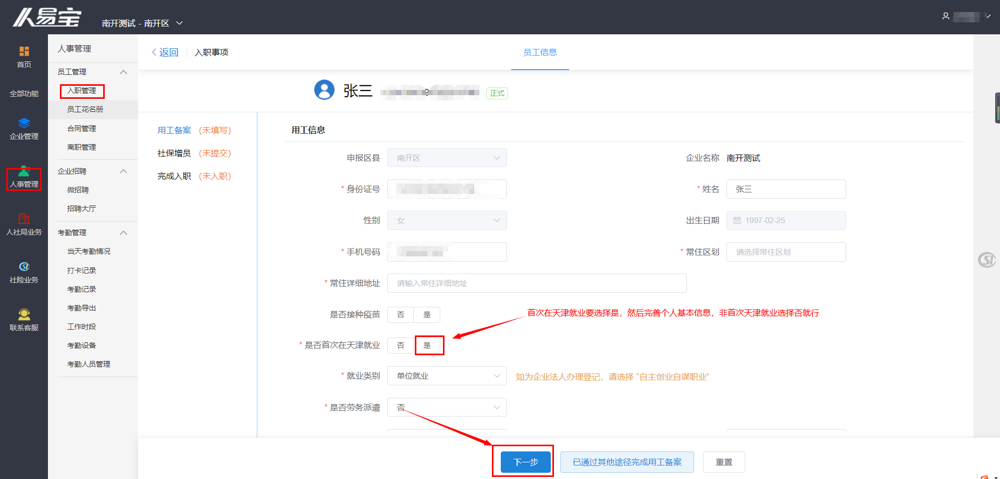 人易宝
南开测试 - 南开区
首页
全部功能
企业管理
人事管理
人社局业务
社险业务
联系客服
人事管理
员工管理
入职管理
员工花名册
合同管理
离职管理
企业招聘
微招聘
招聘大厅
考勤管理
当天考勤情况
打卡记录
考勤记录
考勤导出
工作时段
考勤设备
考勤人员管理
返回 入职事项
员工信息
张三 正式
用工备案 （未填写）
社保增员 （未提交）
完成入职 （未入职）
用工信息
申报区县 南开区
企业名称 南开测试
* 身份证号
* 姓名 张三
性别 女
出生日期 1997-02-25
* 手机号码
* 常住区划 请选择常住区划
* 常住详细地址 请输入常住详细地址
是否接种疫苗 否 是
首次在天津就业要选择是，然后完善个人基本信息，非首次天津就业选择否就行
* 是否首次在天津就业 否 是
* 就业类别 单位就业 如为企业法人办理登记，请选择 “自主创业自谋职业”
* 是否劳务派遣 否
下一步 已通过其他途径完成用工备案 重置